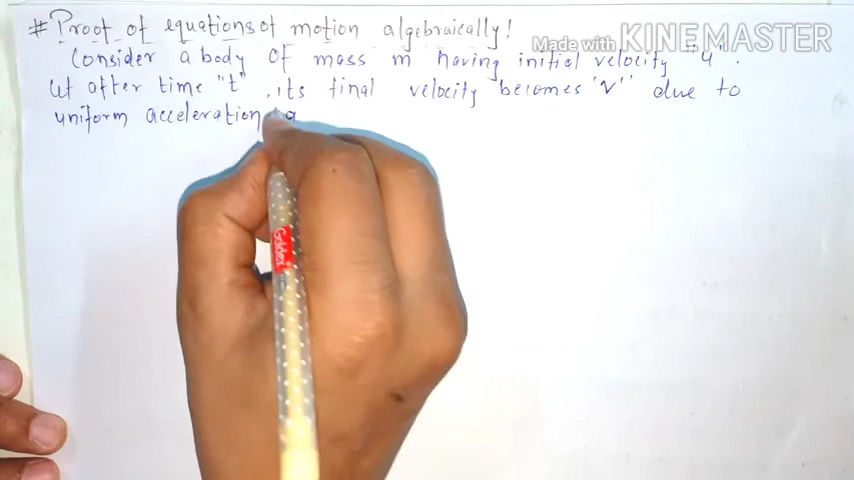 # Proof of equations of motion algebraically!
Made with KINEMASTER
Consider a body of mass m having initial velocity "u".
Let after time "t", its final velocity becomes "v" due to
uniform acceleration "a
Goldex